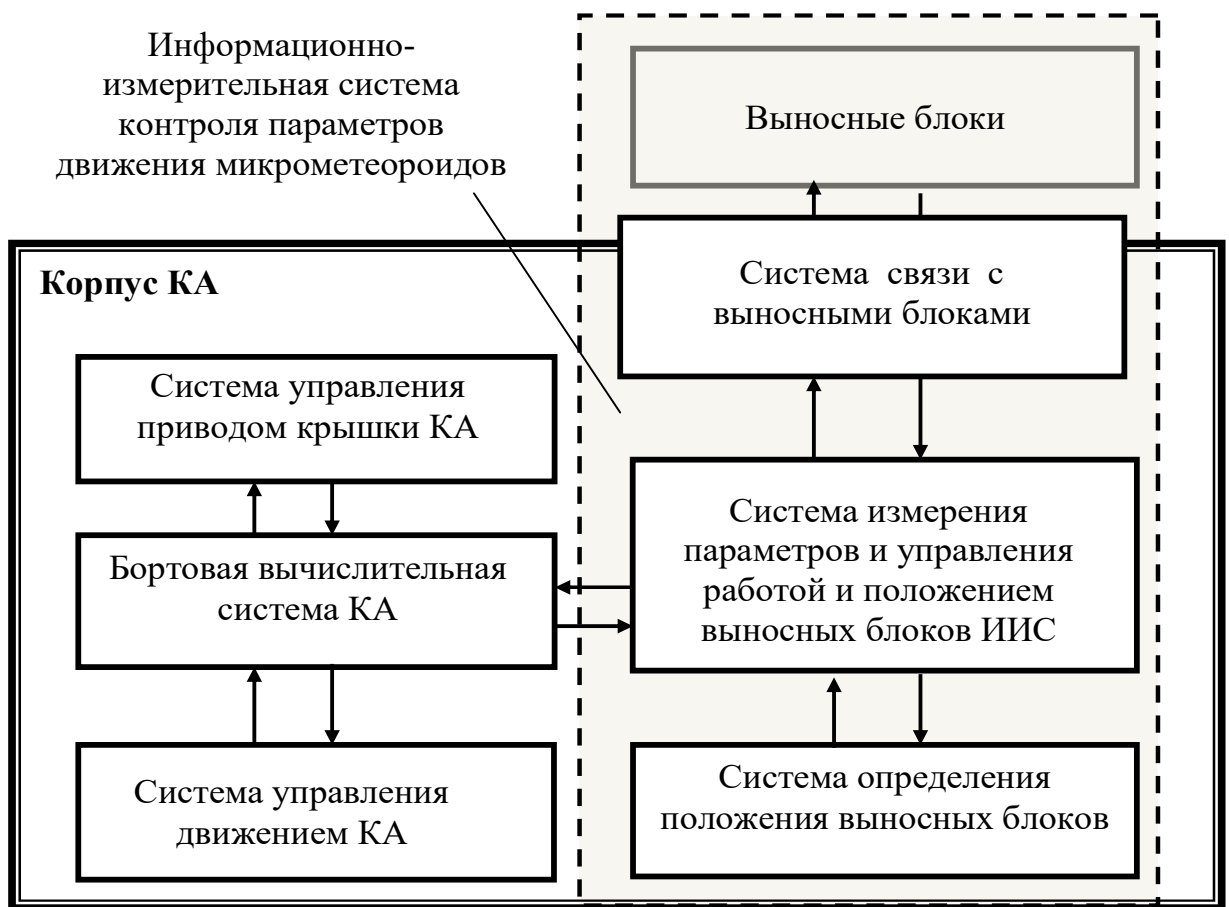 Информационно-
измерительная система
контроля параметров
движения микрометеороидов
Выносные блоки
Система связи с
выносными блоками
Корпус КА
Система управления
приводом крышки КА
Система измерения
параметров и управления
работой и положением
выносных блоков ИИС
Бортовая вычислительная
система КА
Система управления
движением КА
Система определения
положения выносных блоков